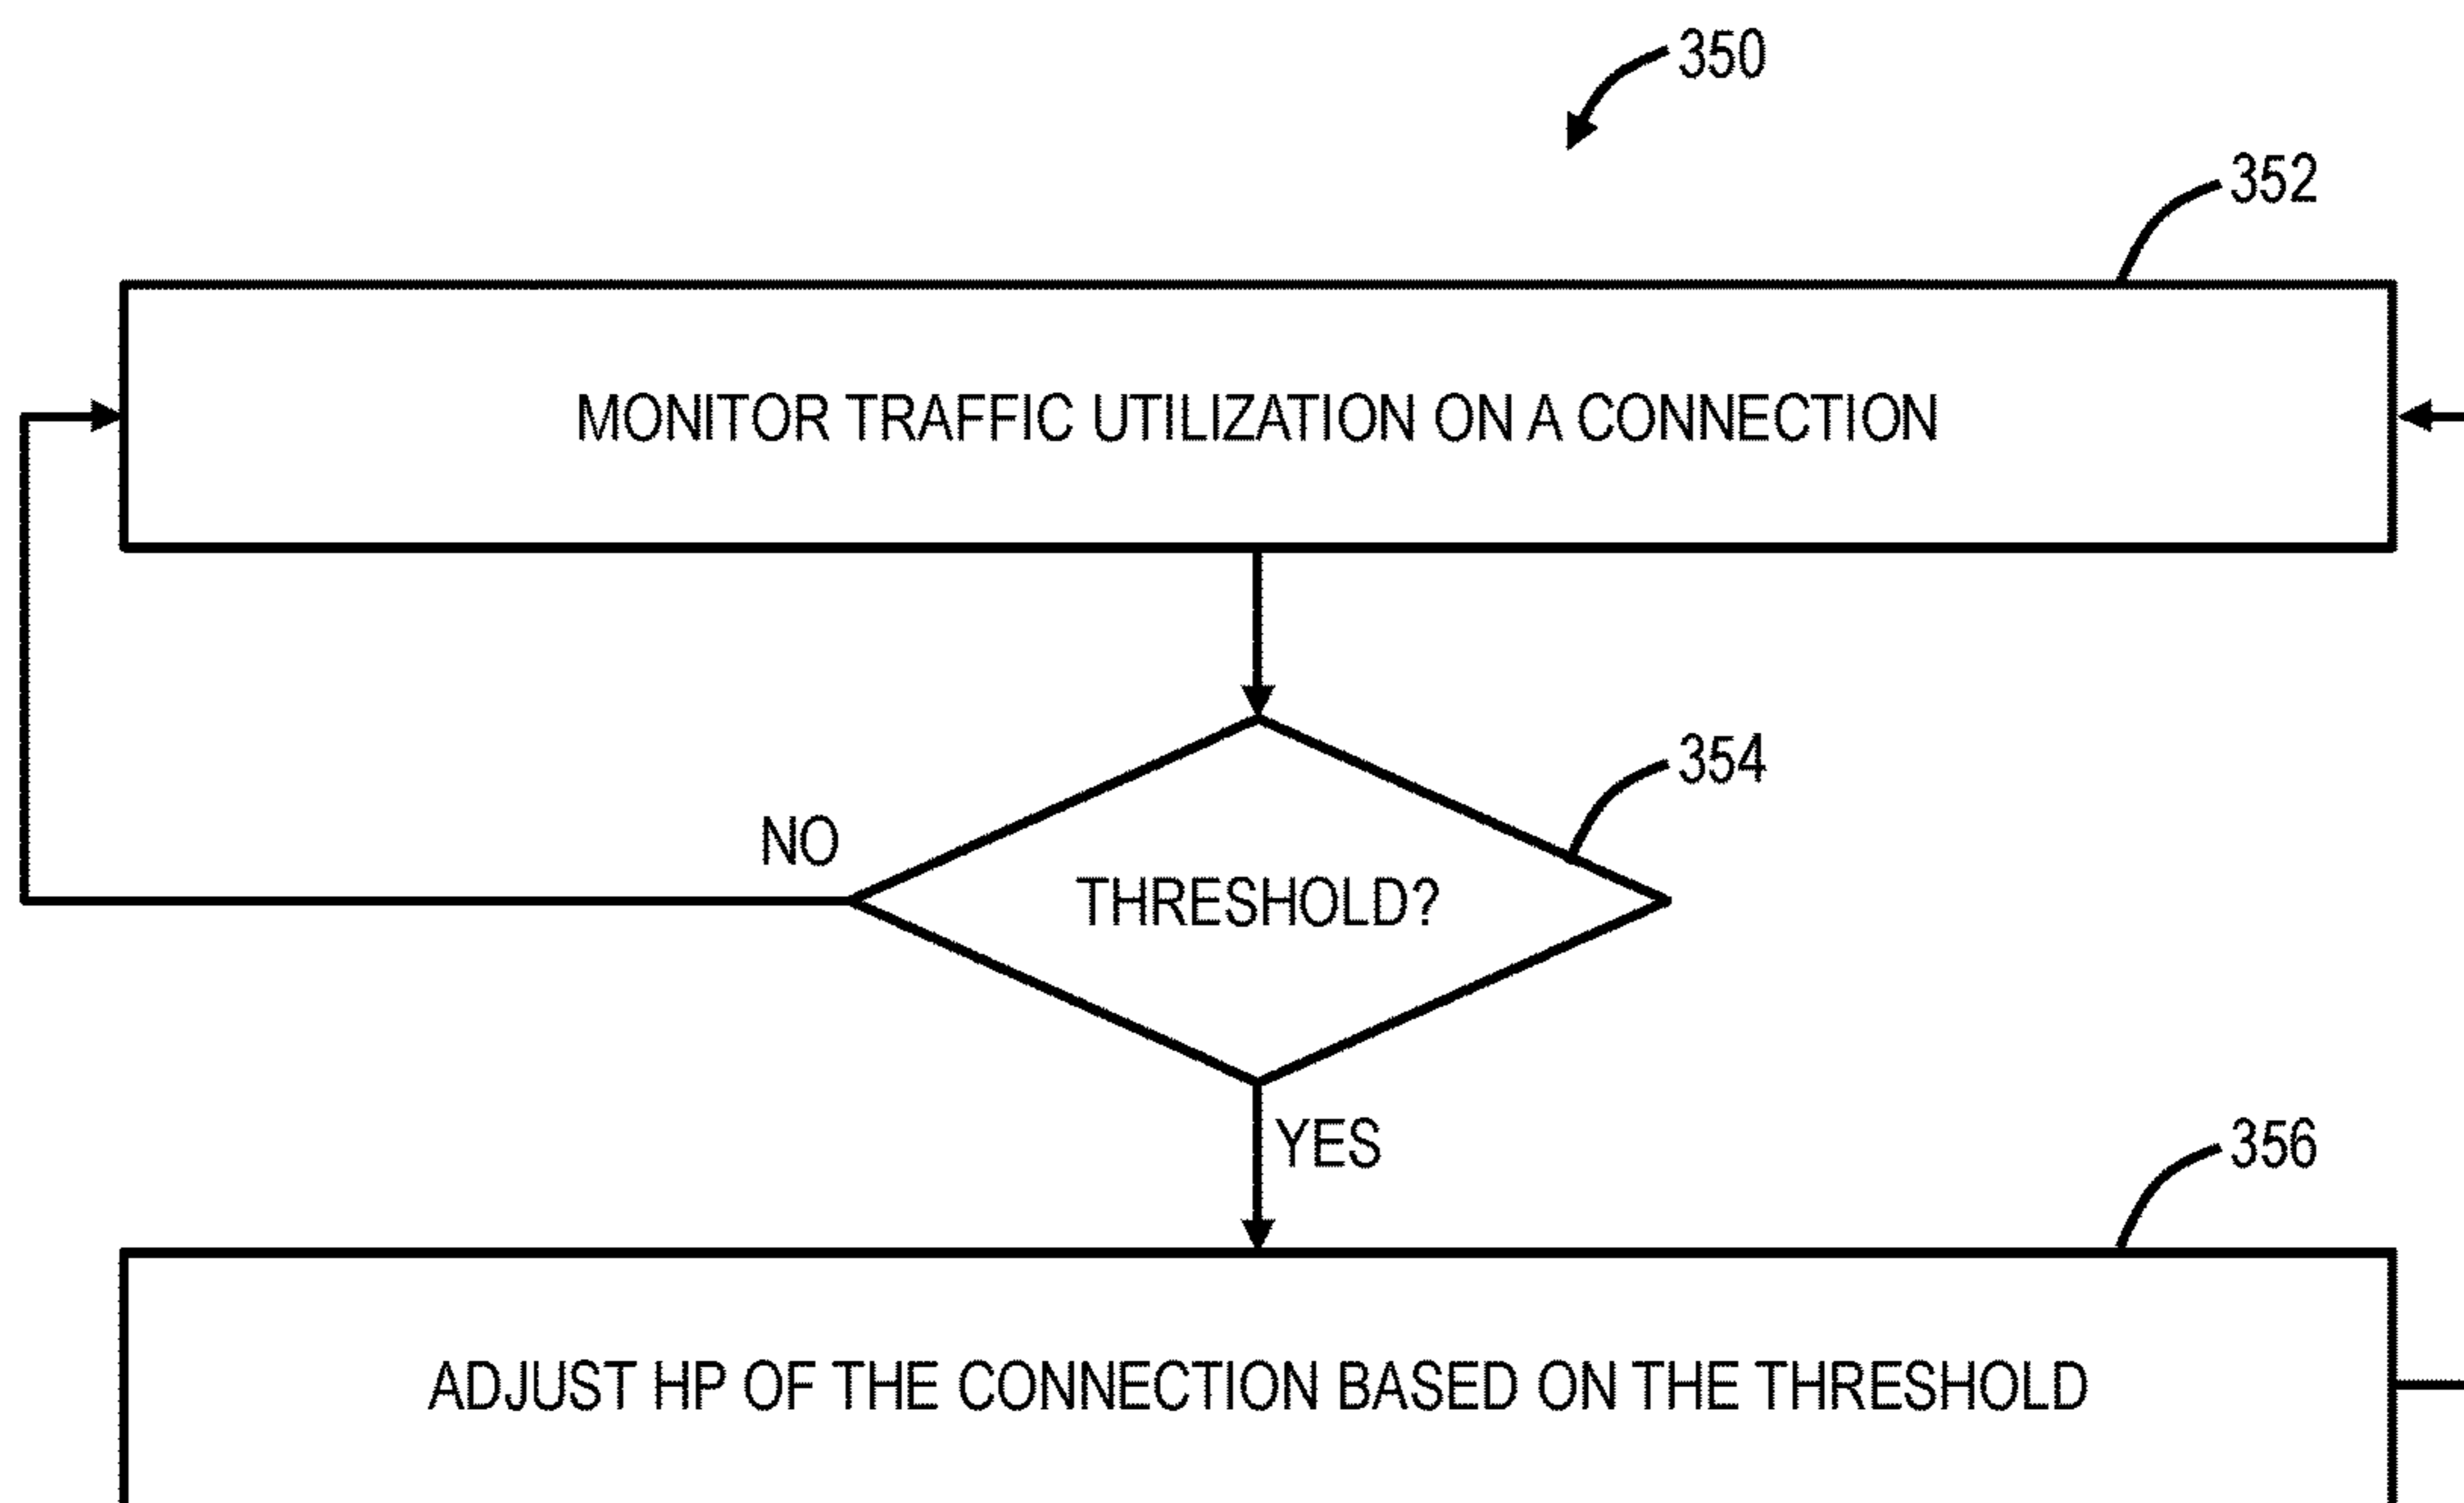 350
352
MONITOR TRAFFIC UTILIZATION ON A CONNECTION
354
NO
THRESHOLD?
YES
356
ADJUST HP OF THE CONNECTION BASED ON THE THRESHOLD